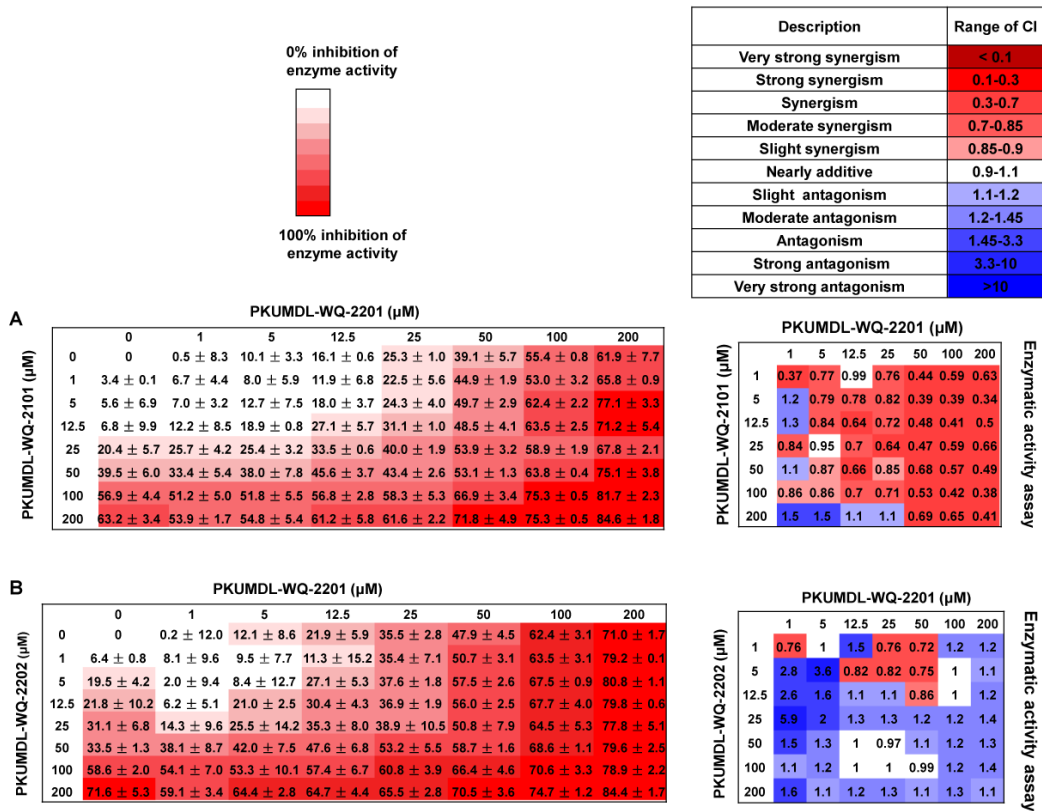 0% inhibition of
enzyme activity
100% inhibition of
enzyme activity
Description Range of CI
Very strong synergism < 0.1
Strong synergism 0.1-0.3
Synergism 0.3-0.7
Moderate synergism 0.7-0.85
Slight synergism 0.85-0.9
Nearly additive 0.9-1.1
Slight antagonism 1.1-1.2
Moderate antagonism 1.2-1.45
Antagonism 1.45-3.3
Strong antagonism 3.3-10
Very strong antagonism >10
A
PKUMDL-WQ-2201 (μM)
PKUMDL-WQ-2101 (μM)
0 1 5 12.5 25 50 100 200
0 0 0.5 ± 8.3 10.1 ± 3.3 16.1 ± 0.6 25.3 ± 1.0 39.1 ± 5.7 55.4 ± 0.8 61.9 ± 7.7
1 3.4 ± 0.1 6.7 ± 4.4 8.0 ± 5.9 11.9 ± 6.8 22.5 ± 5.6 44.9 ± 1.9 53.0 ± 3.2 65.8 ± 0.9
5 5.6 ± 6.9 7.0 ± 3.2 12.7 ± 7.5 18.0 ± 3.7 24.3 ± 4.0 49.7 ± 2.9 62.4 ± 2.2 77.1 ± 3.3
12.5 6.8 ± 9.9 12.2 ± 8.5 18.9 ± 0.8 27.1 ± 5.7 31.1 ± 1.0 48.5 ± 4.1 63.5 ± 2.5 71.2 ± 5.4
25 20.4 ± 5.7 25.7 ± 4.2 25.4 ± 3.2 33.5 ± 0.6 40.0 ± 1.9 53.9 ± 3.2 58.9 ± 1.9 67.8 ± 2.1
50 39.5 ± 6.0 33.4 ± 5.4 38.0 ± 7.8 45.6 ± 3.7 43.4 ± 2.6 53.1 ± 1.3 63.8 ± 0.4 75.1 ± 3.8
100 56.9 ± 4.4 51.2 ± 5.0 51.8 ± 5.5 56.8 ± 2.8 58.3 ± 5.3 66.9 ± 3.4 75.3 ± 0.5 81.7 ± 2.3
200 63.2 ± 3.4 53.9 ± 1.7 54.8 ± 5.4 61.2 ± 5.8 61.6 ± 2.2 71.8 ± 4.9 75.3 ± 0.5 84.6 ± 1.8
PKUMDL-WQ-2201 (μM)
PKUMDL-WQ-2101 (μM)
1 5 12.5 25 50 100 200
1 0.37 0.77 0.99 0.76 0.44 0.59 0.63
5 1.2 0.79 0.78 0.82 0.39 0.39 0.34
12.5 1.3 0.84 0.64 0.72 0.48 0.41 0.5
25 0.84 0.95 0.7 0.64 0.47 0.59 0.66
50 1.1 0.87 0.66 0.85 0.68 0.57 0.49
100 0.86 0.86 0.7 0.71 0.53 0.42 0.38
200 1.5 1.5 1.1 1.1 0.69 0.65 0.41
Enzymatic activity assay
B
PKUMDL-WQ-2201 (μM)
PKUMDL-WQ-2202 (μM)
0 1 5 12.5 25 50 100 200
0 0 0.2 ± 12.0 12.1 ± 8.6 21.9 ± 5.9 35.5 ± 2.8 47.9 ± 4.5 62.4 ± 3.1 71.0 ± 1.7
1 6.4 ± 0.8 8.1 ± 9.6 9.5 ± 7.7 11.3 ± 15.2 35.4 ± 7.1 50.7 ± 3.1 63.5 ± 3.1 79.2 ± 0.1
5 19.5 ± 4.2 2.0 ± 9.4 8.4 ± 12.7 27.1 ± 5.3 37.6 ± 1.8 57.5 ± 2.6 67.5 ± 0.9 80.8 ± 1.1
12.5 21.8 ± 10.2 6.2 ± 5.1 21.0 ± 2.5 30.4 ± 4.3 36.9 ± 1.9 56.0 ± 2.5 67.7 ± 4.0 79.8 ± 0.6
25 31.1 ± 6.8 14.3 ± 9.6 25.5 ± 14.2 35.3 ± 8.0 38.9 ± 10.5 50.8 ± 7.9 64.5 ± 5.3 77.8 ± 5.1
50 33.5 ± 1.3 38.1 ± 8.7 42.0 ± 7.5 47.6 ± 6.8 53.2 ± 5.5 58.7 ± 1.6 68.6 ± 1.1 79.6 ± 2.5
100 58.6 ± 2.0 54.1 ± 7.0 53.3 ± 10.1 57.4 ± 6.7 60.8 ± 3.9 66.4 ± 4.6 70.6 ± 3.3 78.9 ± 2.2
200 71.6 ± 5.3 59.1 ± 3.4 64.4 ± 2.8 64.7 ± 4.4 65.5 ± 2.8 70.5 ± 3.6 74.7 ± 1.2 84.4 ± 1.7
PKUMDL-WQ-2201 (μM)
PKUMDL-WQ-2202 (μM)
1 5 12.5 25 50 100 200
1 0.76 1 1.5 0.76 0.72 1.2 1.2
5 2.8 3.6 0.82 0.82 0.75 1 1.1
12.5 2.6 1.6 1.1 1.1 0.86 1 1.2
25 5.9 2 1.3 1.3 1.2 1.2 1.4
50 1.5 1.3 1 0.97 1.1 1.2 1.3
100 1.1 1.2 1 1 0.99 1.2 1.4
200 1.6 1.1 1.2 1.3 1.1 1.3 1.1
Enzymatic activity assay